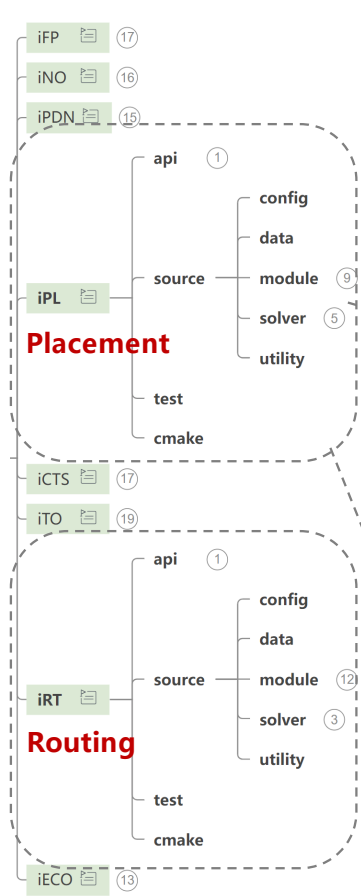 iFP 17
iNO 16
iPDN 15
api 1
config
data
iPL source module 9
solver 5
Placement
utility
test
cmake
iCTS 17
iTO 19
api 1
config
data
iRT source module 12
solver 3
Routing
utility
test
cmake
iECO 13